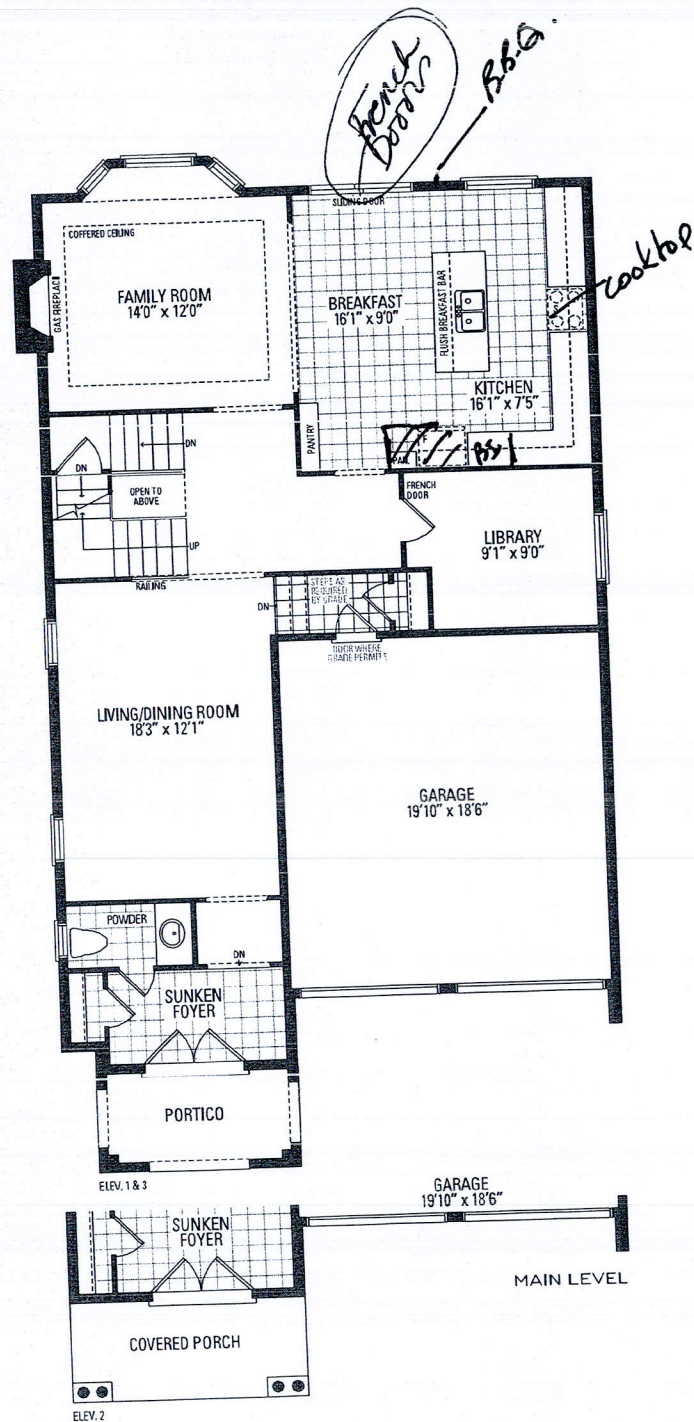 French
Doors
B.B.Q.
SLIDING DOOR
COFFERED CEILING
GAS FIREPLACE
FAMILY ROOM
14'0" x 12'0"
BREAKFAST
16'1" x 9'0"
FLUSH BREAKFAST BAR
cooktop
KITCHEN
16'1" x 7'5"
PANTRY
PAN
F
DN
DN
OPEN TO
ABOVE
UP
RAILING
FRENCH
DOOR
LIBRARY
9'1" x 9'0"
STEPS AS
REQUIRED
BY GRADE
DN
DOOR WHERE
GRADE PERMITS
LIVING/DINING ROOM
18'3" x 12'1"
GARAGE
19'10" x 18'6"
POWDER
DN
SUNKEN
FOYER
PORTICO
ELEV. 1 & 3
GARAGE
19'10" x 18'6"
SUNKEN
FOYER
MAIN LEVEL
COVERED PORCH
ELEV. 2